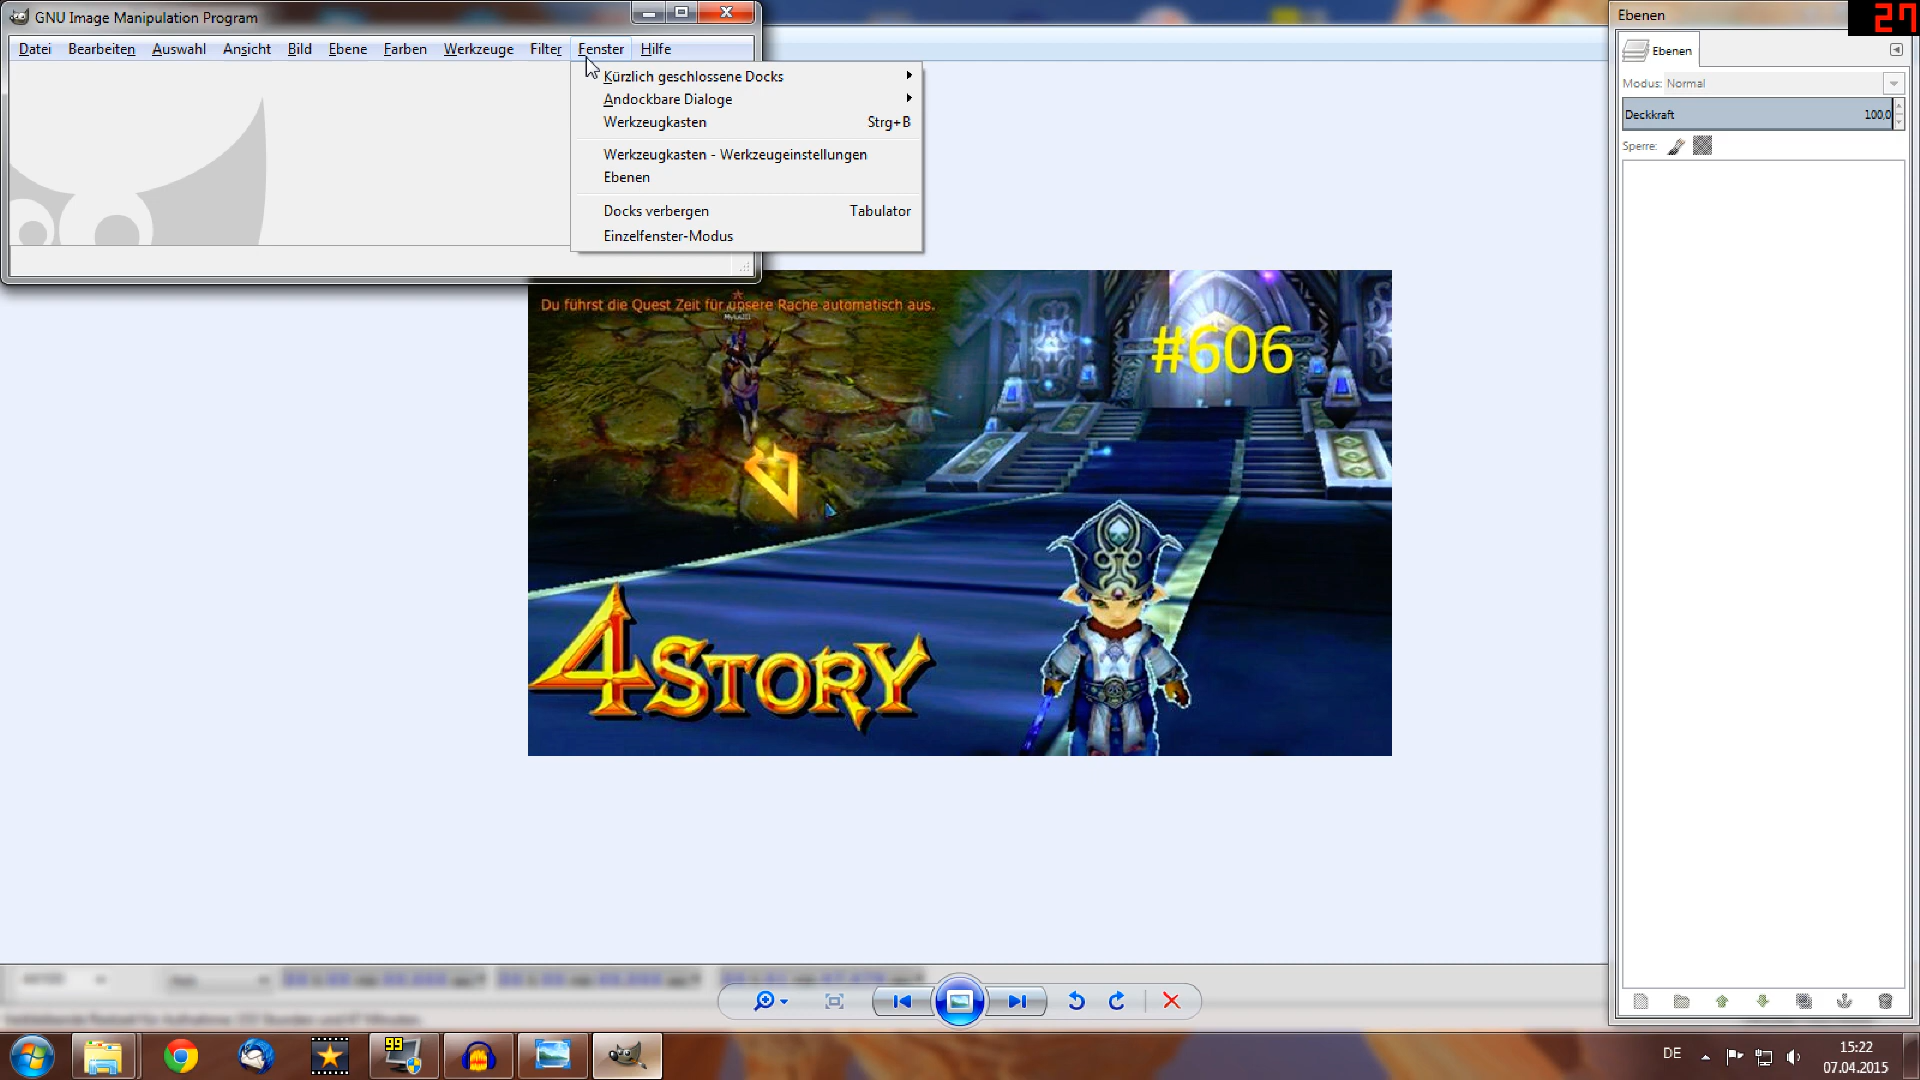 GNU Image Manipulation Program
Datei Bearbeiten Auswahl Ansicht Bild Ebene Farben Werkzeuge Filter Fenster Hilfe
Kürzlich geschlossene Docks
Andockbare Dialoge
Werkzeugkasten Strg+B
Werkzeugkasten - Werkzeugeinstellungen
Ebenen
Docks verbergen Tabulator
Einzelfenster-Modus
Du führst die Quest Zeit für unsere Rache automatisch aus.
#606
4STORY
Ebenen
27
Ebenen
Modus: Normal
Deckkraft 100,0
Sperre:
99
DE
15:22
07.04.2015